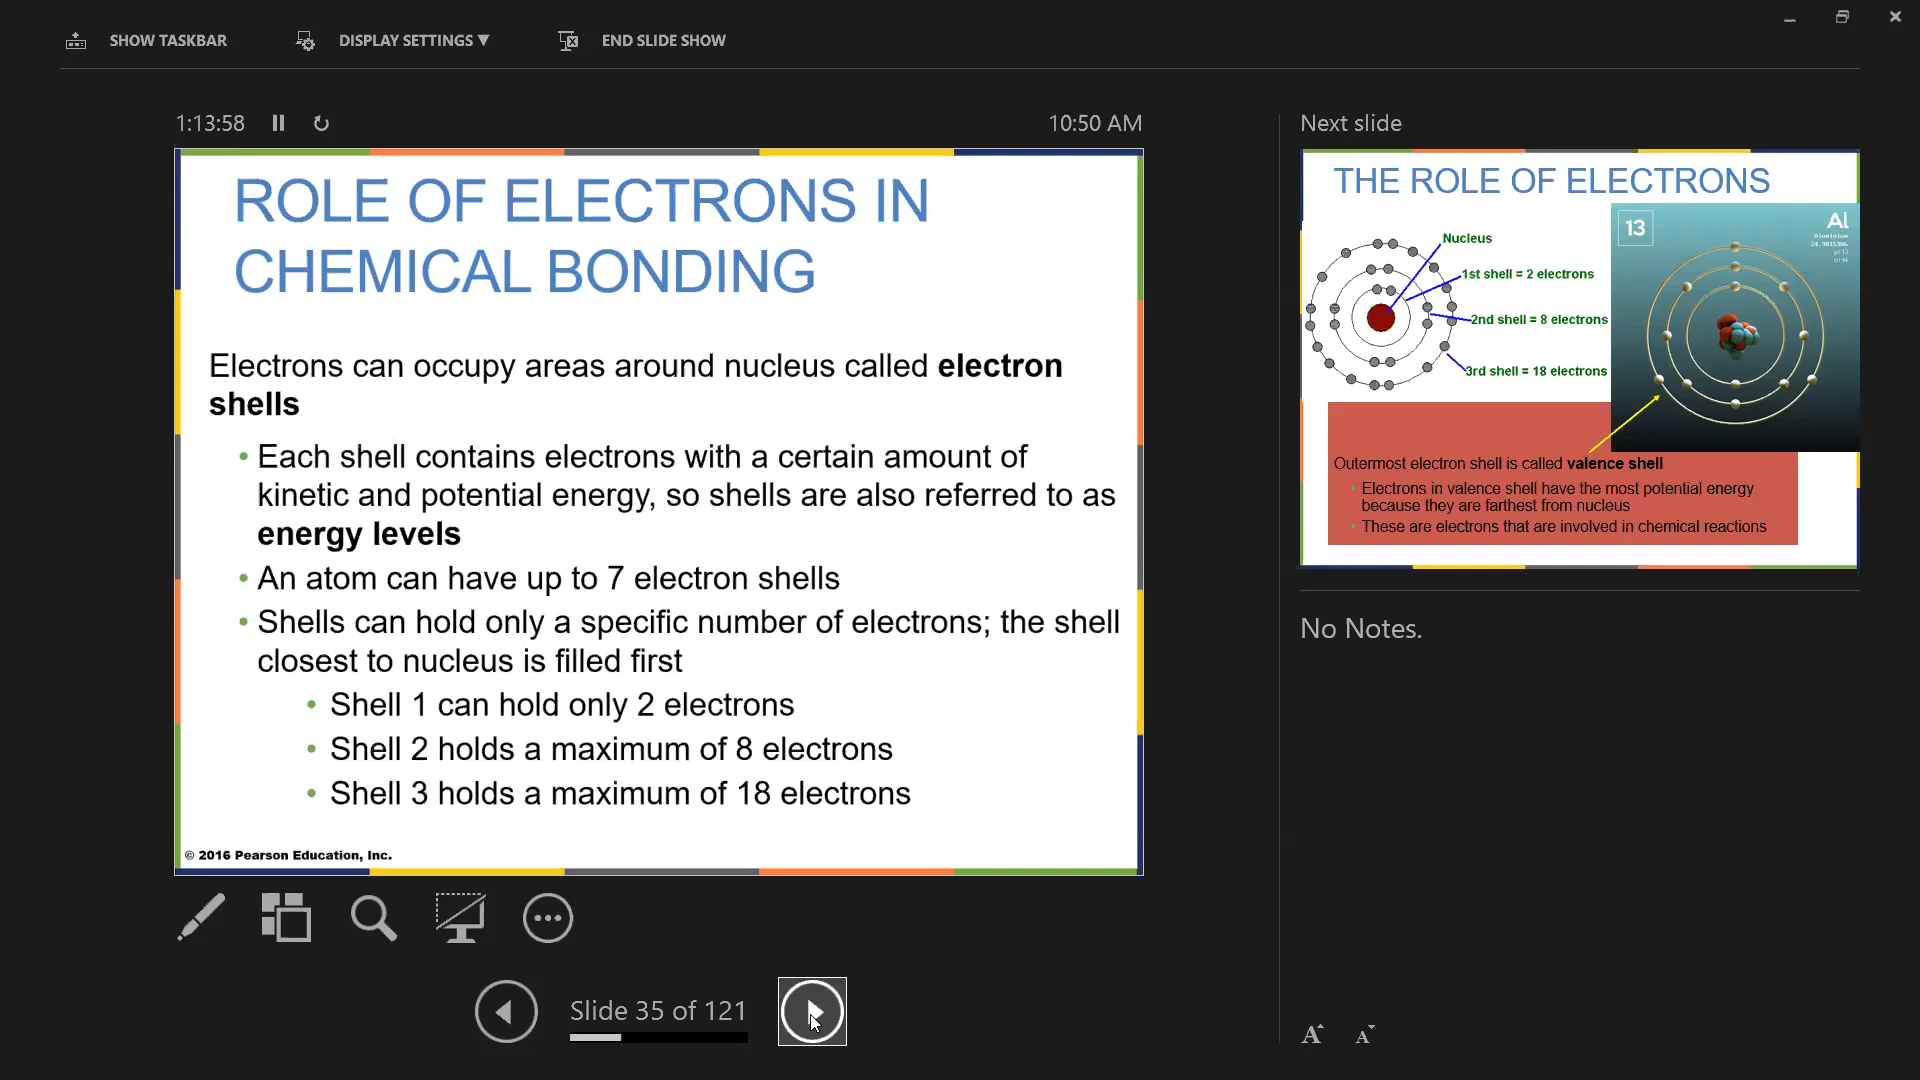 SHOW TASKBAR
DISPLAY SETTINGS ▼
END SLIDE SHOW
1:13:58
10:50 AM
ROLE OF ELECTRONS IN
CHEMICAL BONDING
Electrons can occupy areas around nucleus called electron
shells
• Each shell contains electrons with a certain amount of
kinetic and potential energy, so shells are also referred to as
energy levels
• An atom can have up to 7 electron shells
• Shells can hold only a specific number of electrons; the shell
closest to nucleus is filled first
• Shell 1 can hold only 2 electrons
• Shell 2 holds a maximum of 8 electrons
• Shell 3 holds a maximum of 18 electrons
© 2016 Pearson Education, Inc.
Slide 35 of 121
Next slide
THE ROLE OF ELECTRONS
Nucleus
1st shell = 2 electrons
2nd shell = 8 electrons
3rd shell = 18 electrons
13
Al
Outermost electron shell is called valence shell
• Electrons in valence shell have the most potential energy
because they are farthest from nucleus
• These are electrons that are involved in chemical reactions
No Notes.
A A